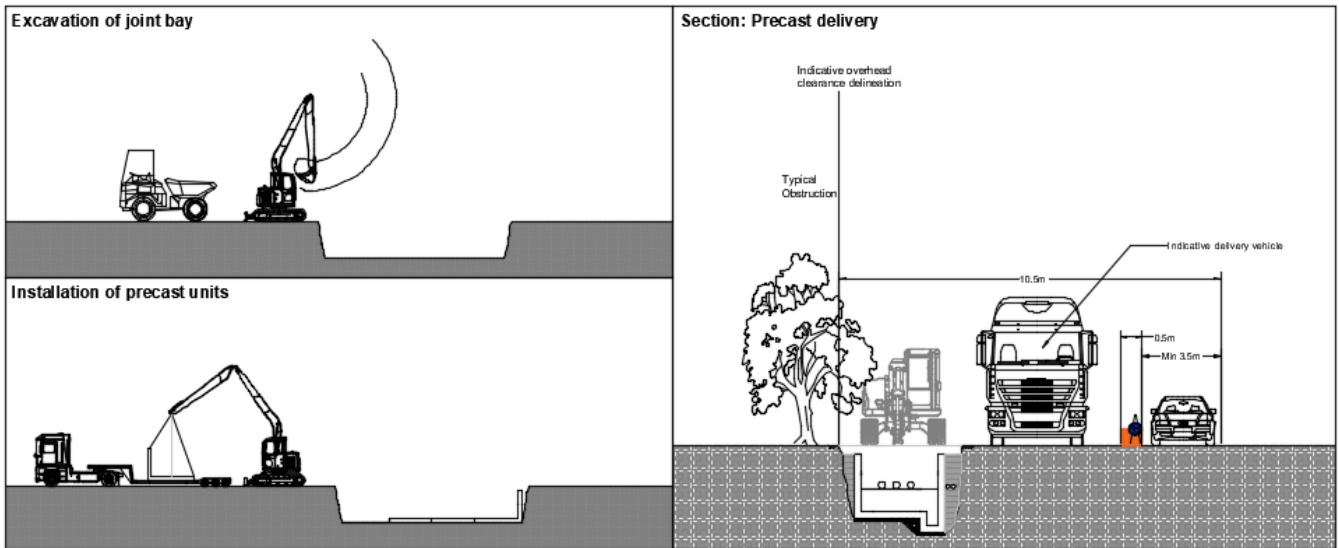 Excavation of joint bay
Installation of precast units
Section: Precast delivery
Indicative overhead
clearance delineation
Typical
Obstruction
Indicative delivery vehicle
10.5m
0.5m
Min 3.5m